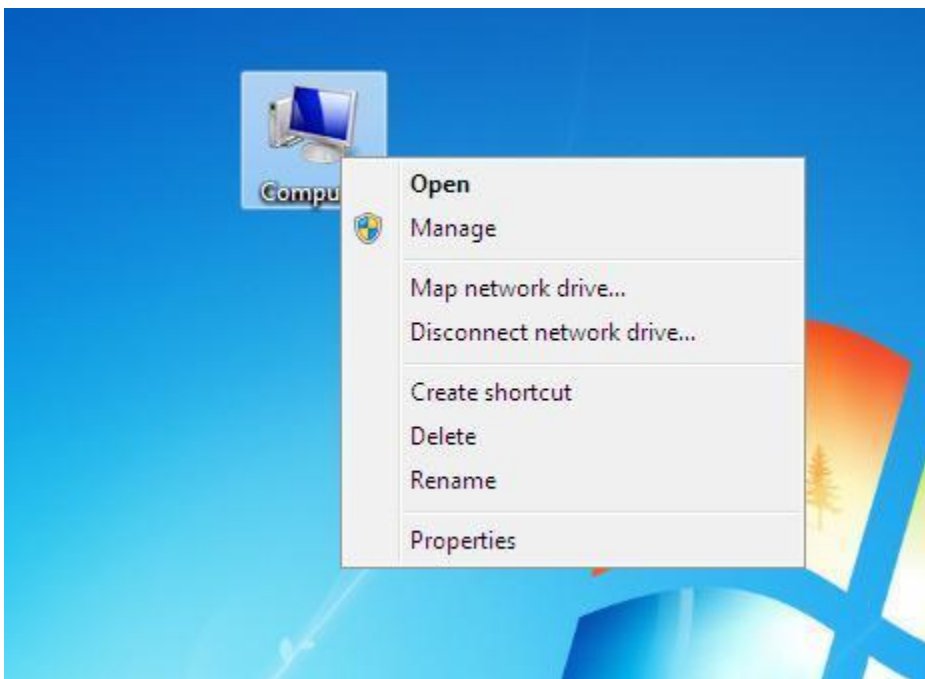 Compu
Open
Manage
Map network drive...
Disconnect network drive...
Create shortcut
Delete
Rename
Properties